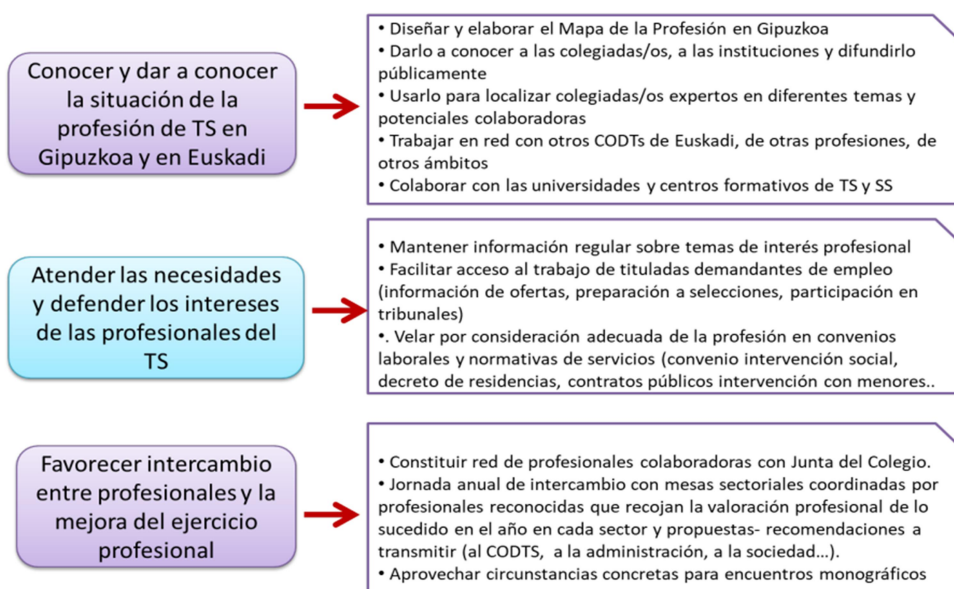 Conocer y dar a conocer
la situación de la
profesión de TS en
Gipuzkoa y en Euskadi
• Diseñar y elaborar el Mapa de la Profesión en Gipuzkoa
• Darlo a conocer a las colegiadas/os, a las instituciones y difundirlo
públicamente
• Usarlo para localizar colegiadas/os expertos en diferentes temas y
potenciales colaboradoras
• Trabajar en red con otros CODTs de Euskadi, de otras profesiones, de
otros ámbitos
• Colaborar con las universidades y centros formativos de TS y SS
Atender las necesidades
y defender los intereses
de las profesionales del
TS
• Mantener información regular sobre temas de interés profesional
• Facilitar acceso al trabajo de tituladas demandantes de empleo
(información de ofertas, preparación a selecciones, participación en
tribunales)
•. Velar por consideración adecuada de la profesión en convenios
laborales y normativas de servicios (convenio intervención social,
decreto de residencias, contratos públicos intervención con menores..
Favorecer intercambio
entre profesionales y la
mejora del ejercicio
profesional
• Constituir red de profesionales colaboradoras con Junta del Colegio.
• Jornada anual de intercambio con mesas sectoriales coordinadas por
profesionales reconocidas que recojan la valoración profesional de lo
sucedido en el año en cada sector y propuestas- recomendaciones a
transmitir (al CODTS, a la administración, a la sociedad...).
• Aprovechar circunstancias concretas para encuentros monográficos